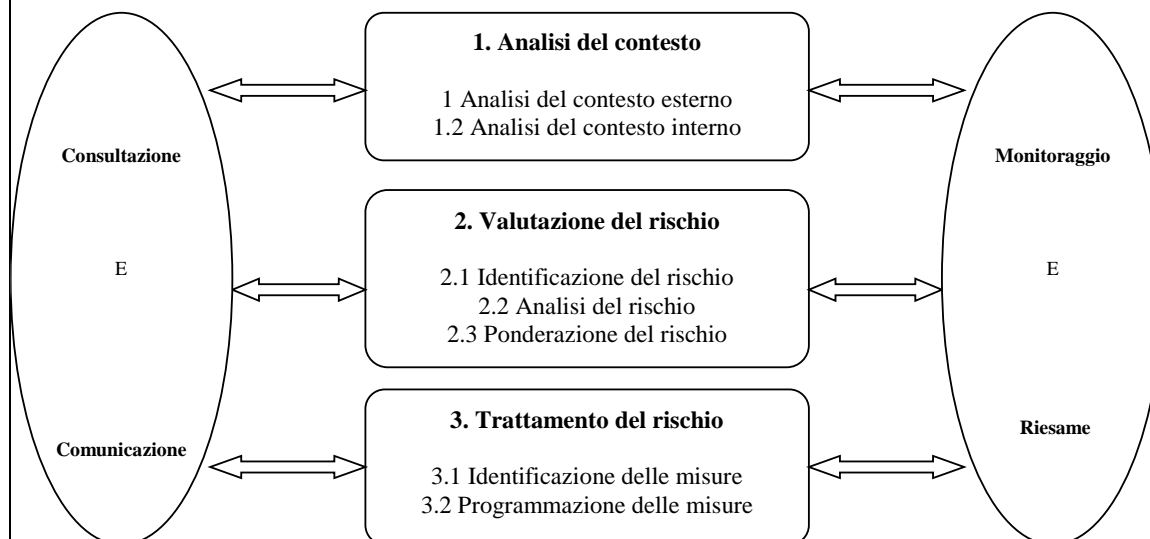 Consultazione
E
Comunicazione
1. Analisi del contesto
1 Analisi del contesto esterno
1.2 Analisi del contesto interno
2. Valutazione del rischio
2.1 Identificazione del rischio
2.2 Analisi del rischio
2.3 Ponderazione del rischio
3. Trattamento del rischio
3.1 Identificazione delle misure
3.2 Programmazione delle misure
Monitoraggio
E
Riesame